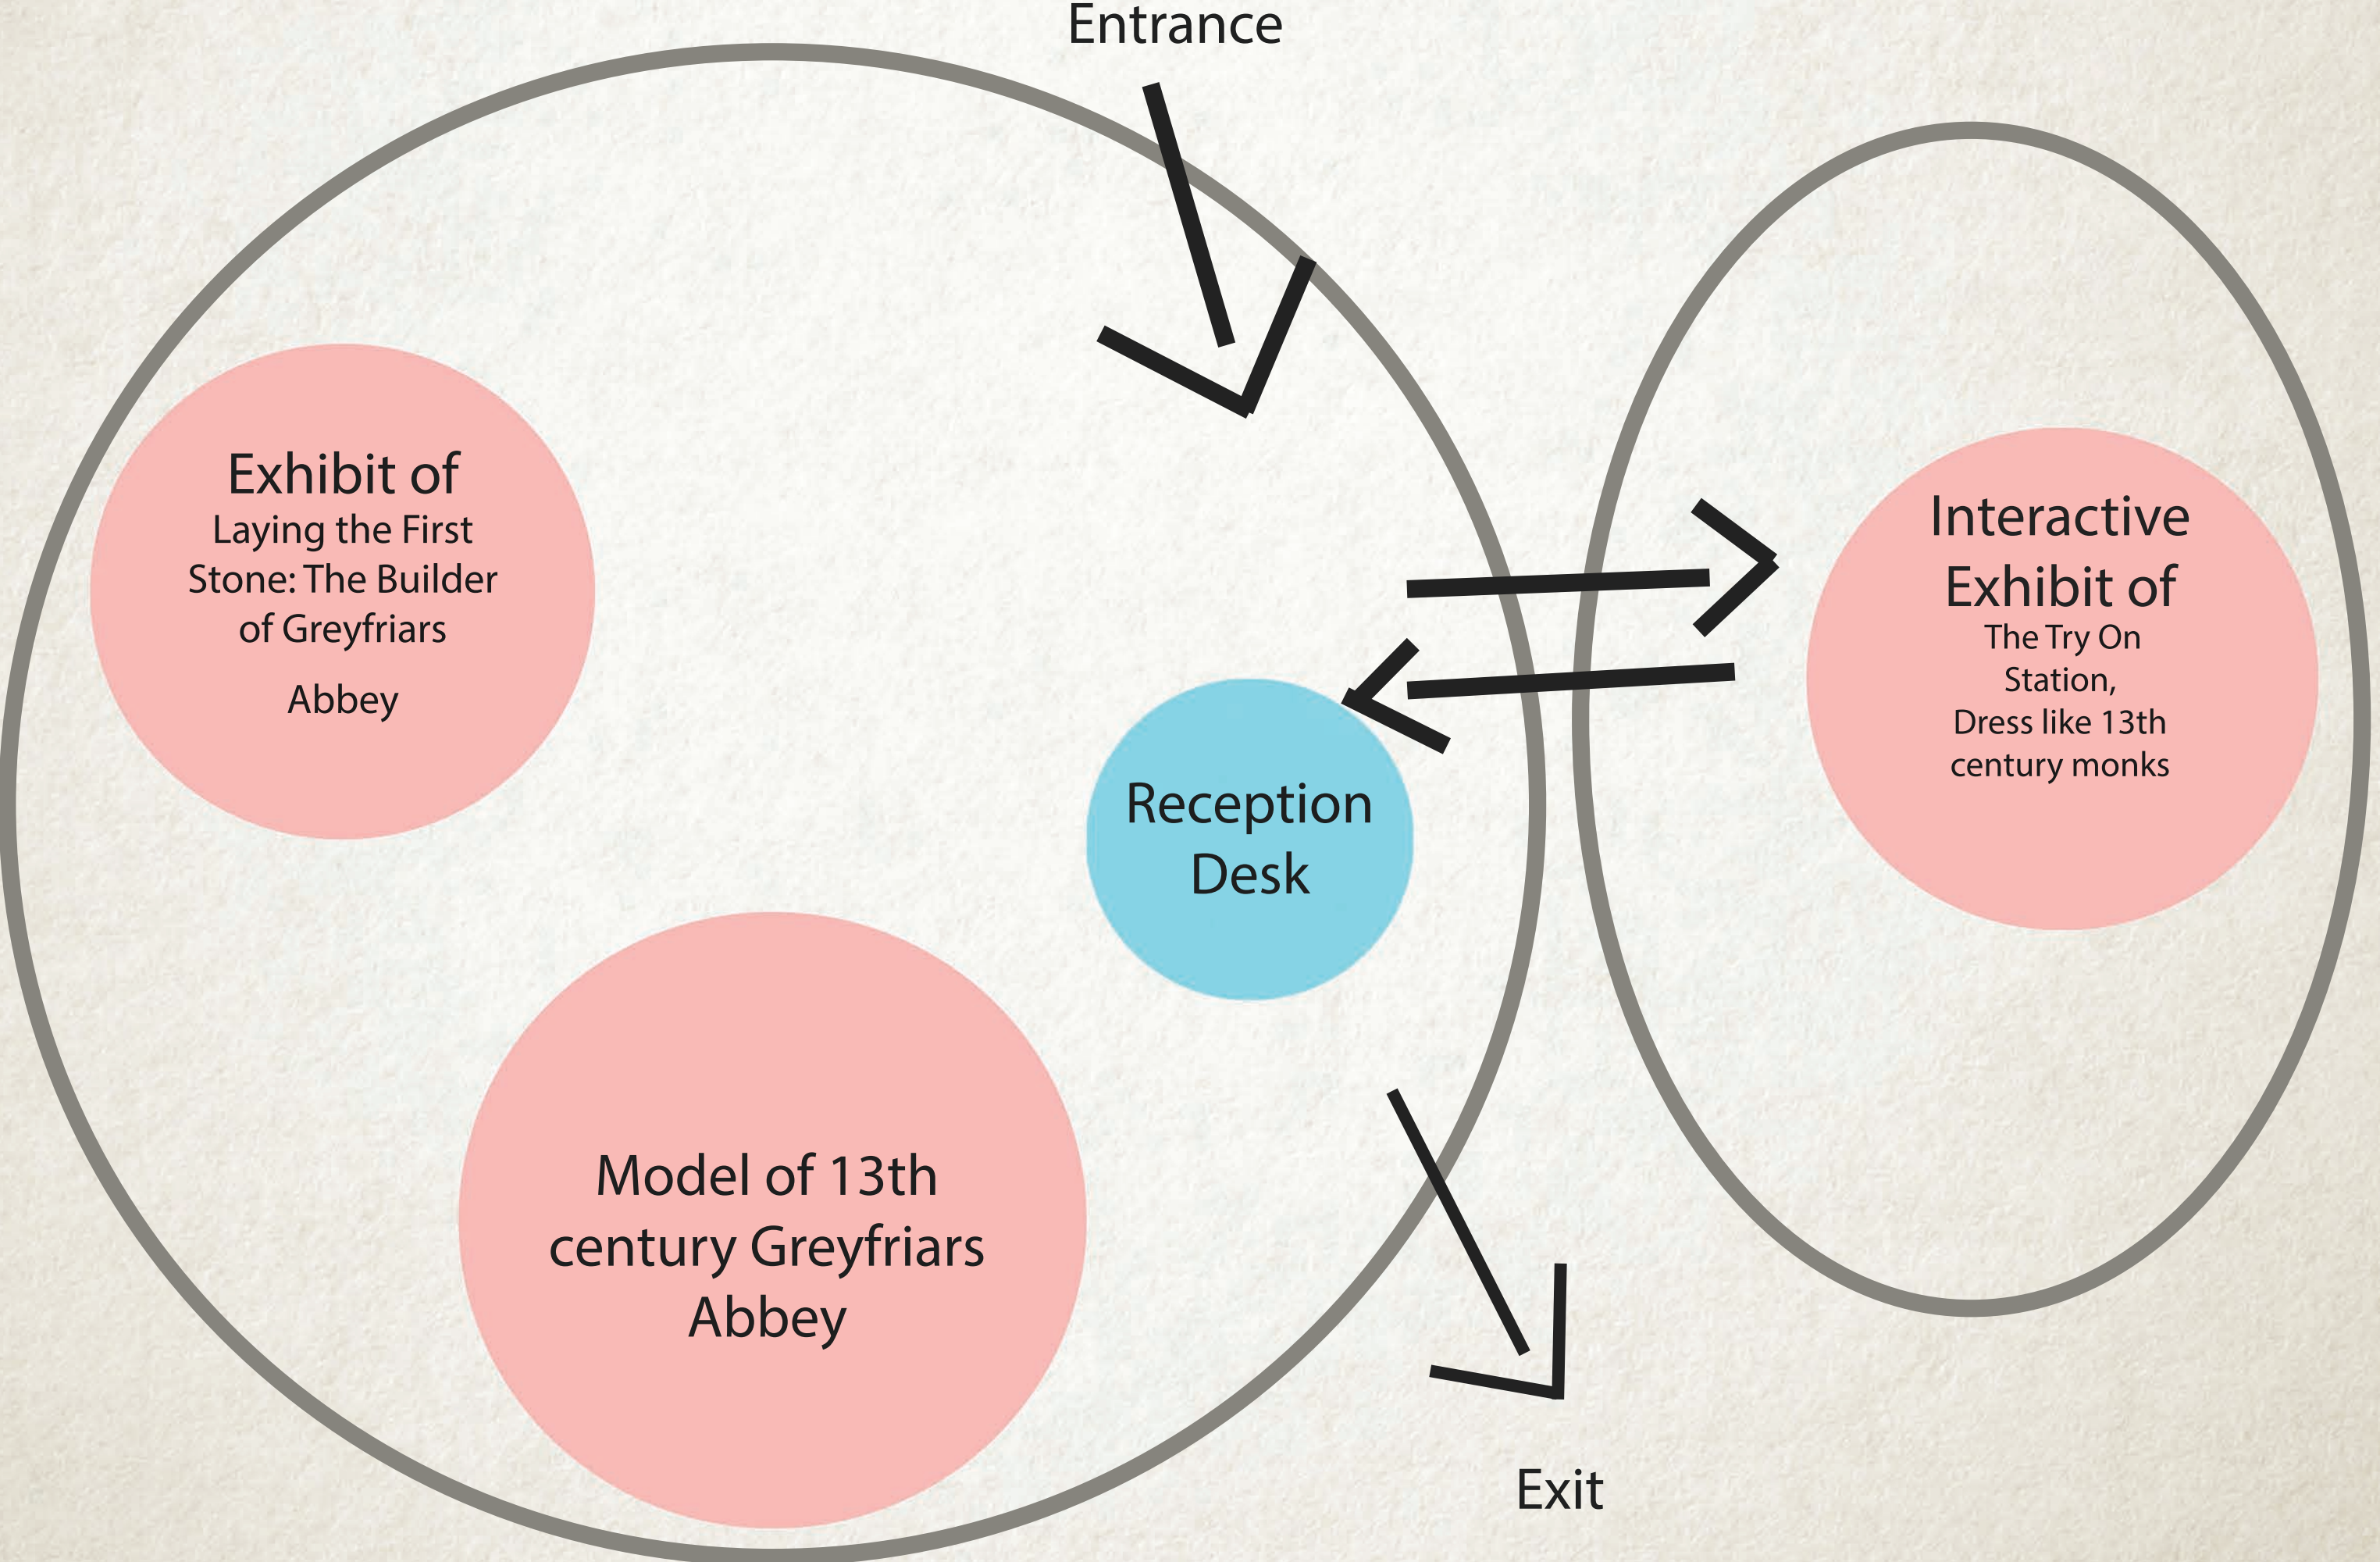 Entrance
Exhibit of
Laying the First
Stone: The Builder
of Greyfriars
Abbey
Interactive
Exhibit of
The Try On
Station,
Dress like 13th
century monks
Reception
Desk
Model of 13th
century Greyfriars
Abbey
Exit